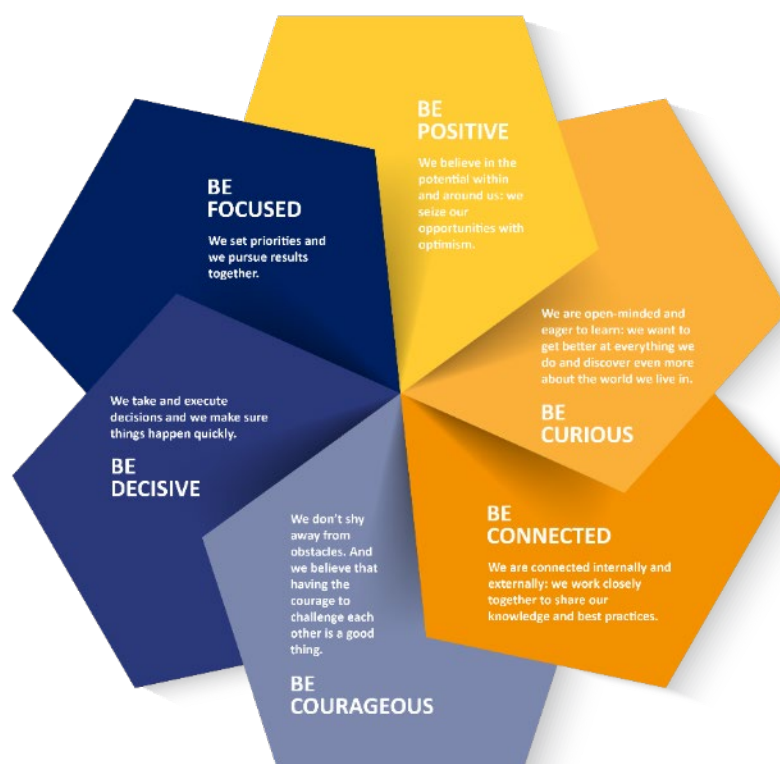 BE
POSITIVE
We believe in the
potential within
and around us: we
seize our
opportunities with
optimism.
BE
FOCUSED
We set priorities and
we pursue results
together.
We are open-minded and
eager to learn: we want to
get better at everything we
do and discover even more
about the world we live in.
BE
CURIOUS
We take and execute
decisions and we make sure
things happen quickly.
BE
DECISIVE
BE
CONNECTED
We are connected internally and
externally: we work closely
together to share our
knowledge and best practices.
We don't shy
away from
obstacles. And
we believe that
having the
courage to
challenge each
other is a good
thing.
BE
COURAGEOUS